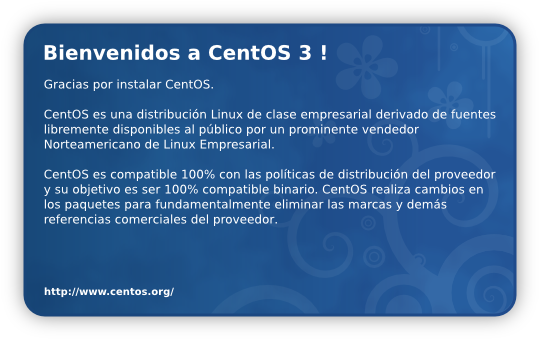 Bienvenidos a CentOS 3 !
Gracias por instalar CentOS.
CentOS es una distribución Linux de clase empresarial derivado de fuentes
libremente disponibles al público por un prominente vendedor
Norteamericano de Linux Empresarial.
CentOS es compatible 100% con las políticas de distribución del proveedor
y su objetivo es ser 100% compatible binario. CentOS realiza cambios en
los paquetes para fundamentalmente eliminar las marcas y demás
referencias comerciales del proveedor.
http://www.centos.org/